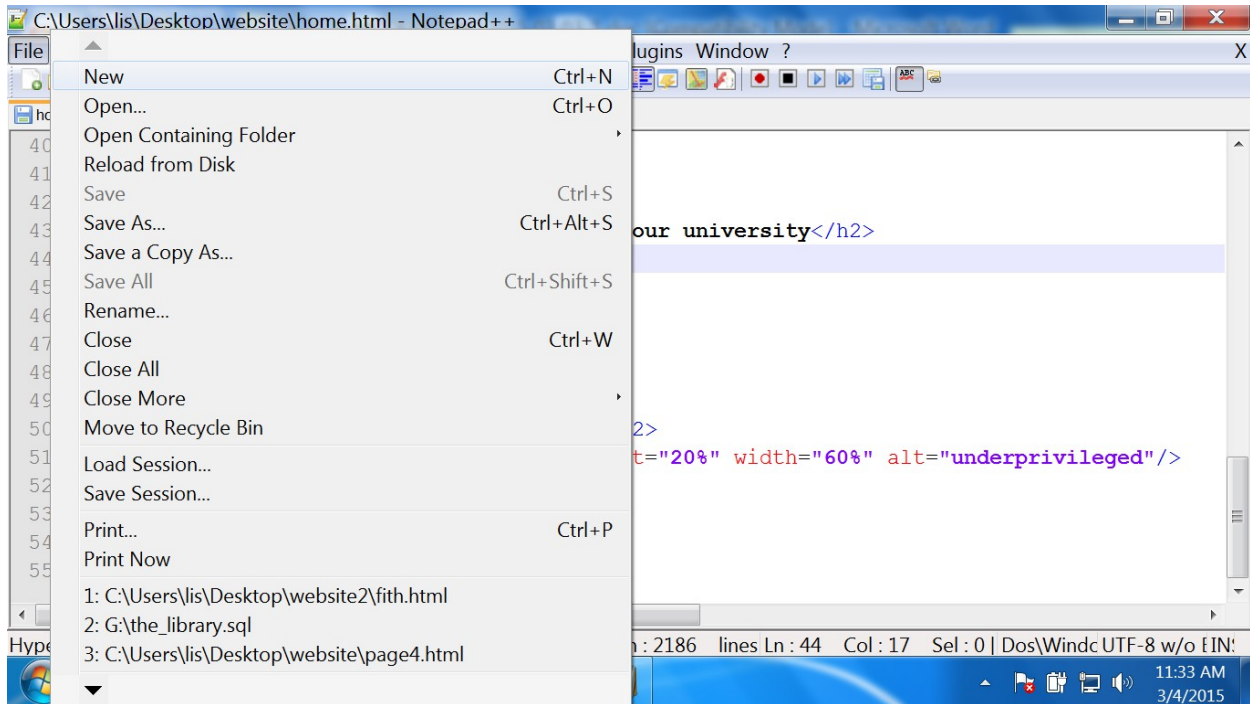 C:\Users\lis\Desktop\website\home.html - Notepad++
File lugins Window ? X
New Ctrl+N
Open... Ctrl+O
Open Containing Folder
Reload from Disk
Save Ctrl+S
Save As... Ctrl+Alt+S
Save a Copy As...
Save All Ctrl+Shift+S
Rename...
Close Ctrl+W
Close All
Close More
Move to Recycle Bin
Load Session...
Save Session...
Print... Ctrl+P
Print Now
1: C:\Users\lis\Desktop\website2\fith.html
2: G:\the_library.sql
3: C:\Users\lis\Desktop\website\page4.html
ABC
ho
40
41
42
43 our university</h2>
44
45
46
47
48
49
50 2>
51 t="20%" width="60%" alt="underprivileged"/>
52
53
54
55
Hype n : 2186 lines Ln : 44 Col : 17 Sel : 0 | Dos\Windc UTF-8 w/o E INS
11:33 AM
3/4/2015